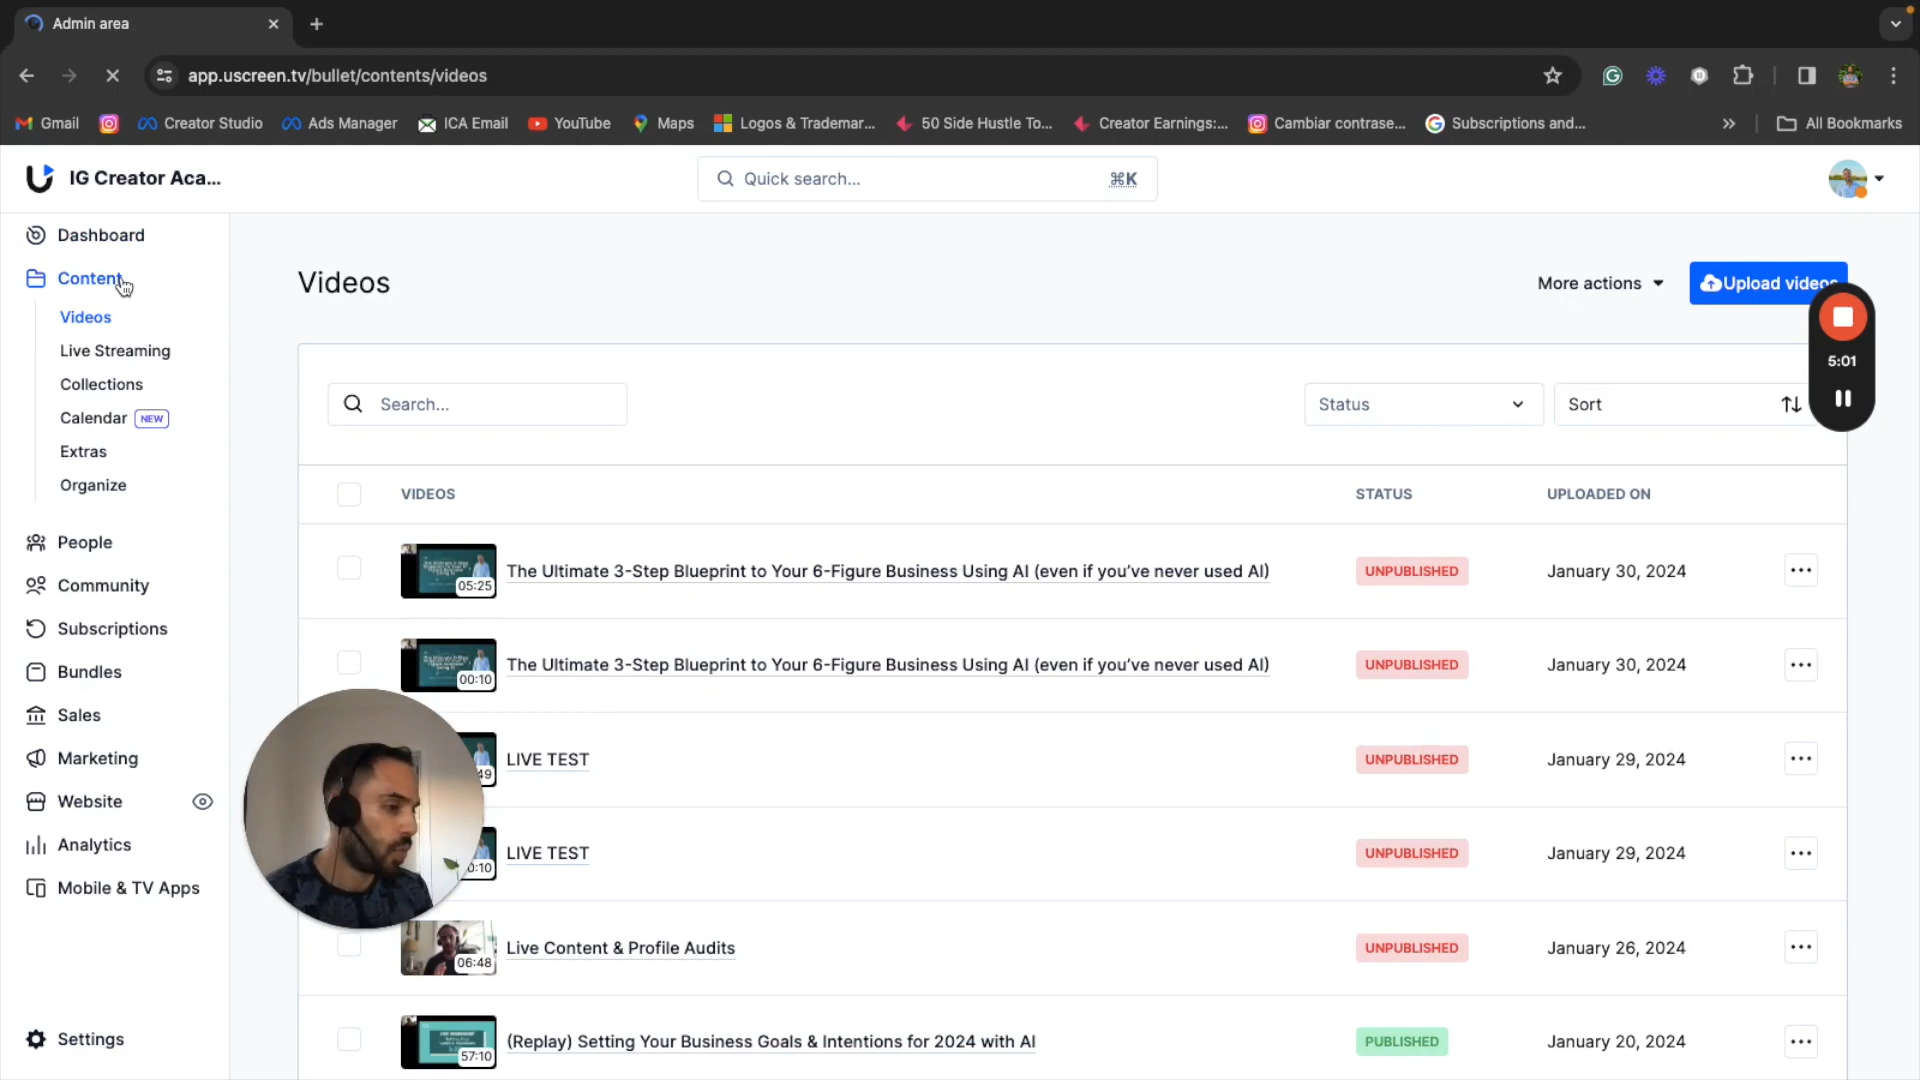 Admin area
app.uscreen.tv/bullet/contents/videos
Gmail
Creator Studio
Ads Manager
ICA Email
YouTube
Maps
Logos & Trademar...
50 Side Hustle To...
Creator Earnings:...
Cambiar contrase...
Subscriptions and...
All Bookmarks
IG Creator Aca...
Quick search...
⌘K
Dashboard
Content
Videos
Live Streaming
Collections
Calendar NEW
Extras
Organize
People
Community
Subscriptions
Bundles
Sales
Marketing
Website
Analytics
Mobile & TV Apps
Settings
Videos
More actions
Upload videos
5:01
Search...
Status
Sort
VIDEOS STATUS UPLOADED ON
05:25 The Ultimate 3-Step Blueprint to Your 6-Figure Business Using AI (even if you've never used AI) UNPUBLISHED January 30, 2024
00:10 The Ultimate 3-Step Blueprint to Your 6-Figure Business Using AI (even if you've never used AI) UNPUBLISHED January 30, 2024
49 LIVE TEST UNPUBLISHED January 29, 2024
0:10 LIVE TEST UNPUBLISHED January 29, 2024
06:48 Live Content & Profile Audits UNPUBLISHED January 26, 2024
57:10 (Replay) Setting Your Business Goals & Intentions for 2024 with AI PUBLISHED January 20, 2024